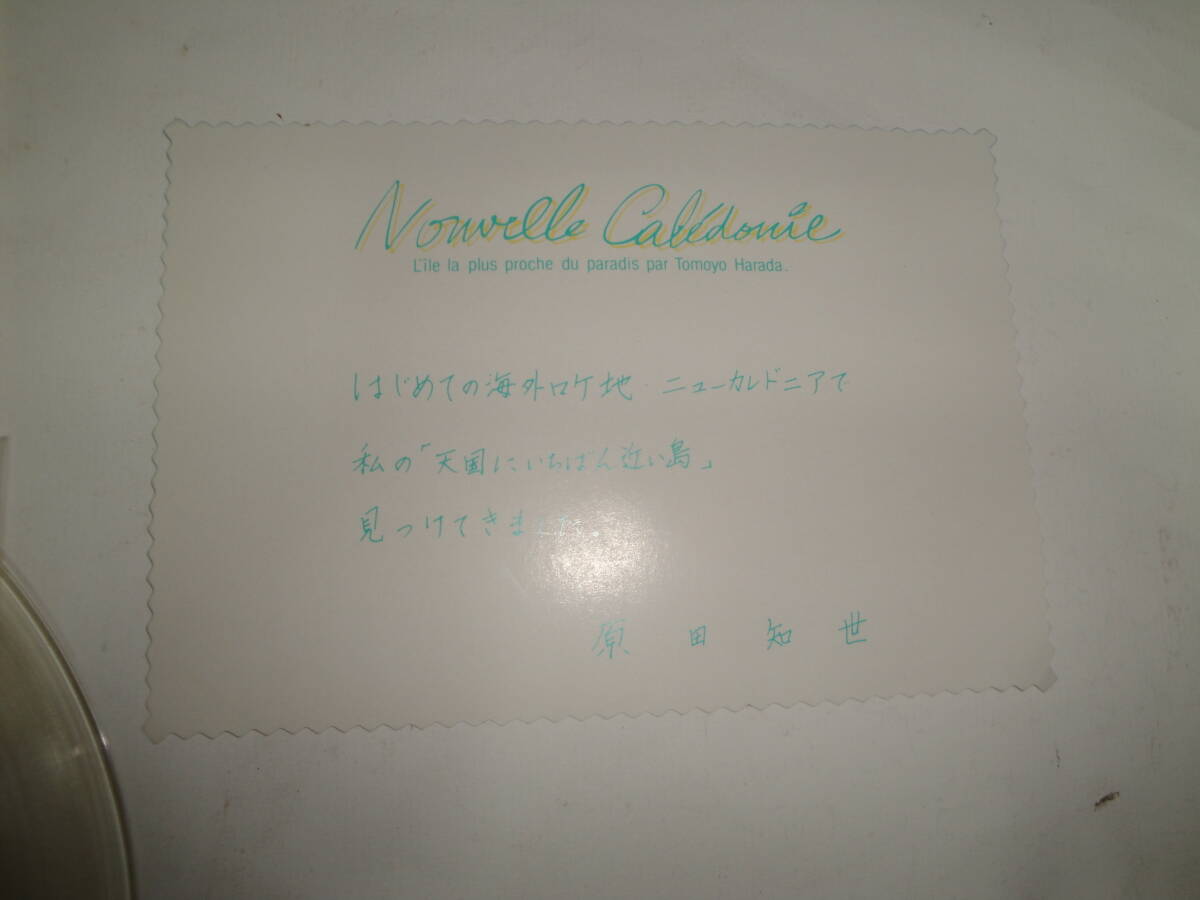 Nouvelle Calédonie
L'île la plus proche du paradis par Tomoyo Harada.
はじめての海外ロケ地 ニューカレドニアで
私の「天国にいちばん近い島」
見つけてきました。
原田知世